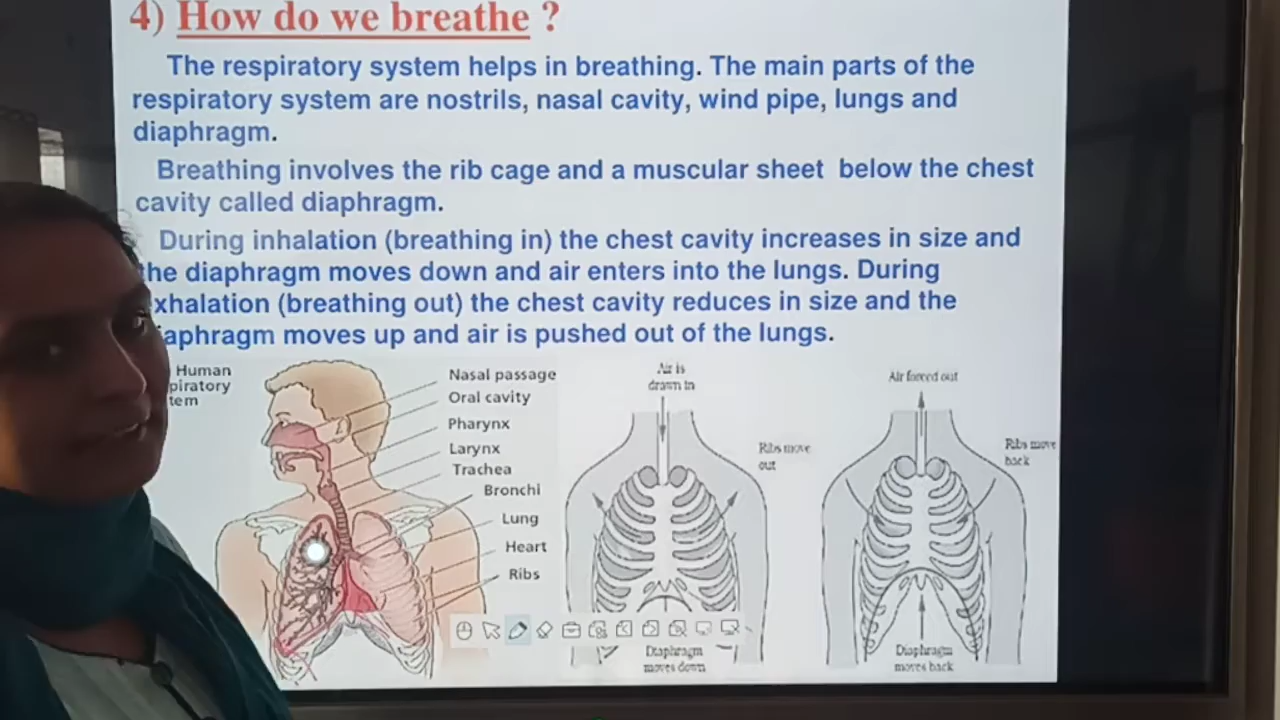 4) How do we breathe ?
The respiratory system helps in breathing. The main parts of the
respiratory system are nostrils, nasal cavity, wind pipe, lungs and
diaphragm.
Breathing involves the rib cage and a muscular sheet below the chest
cavity called diaphragm.
During inhalation (breathing in) the chest cavity increases in size and
the diaphragm moves down and air enters into the lungs. During
xhalation (breathing out) the chest cavity reduces in size and the
aphragm moves up and air is pushed out of the lungs.
Human
piratory
tem
Nasal passage
Oral cavity
Pharynx
Larynx
Trachea
Bronchi
Lung
Heart
Ribs
Air is
drawn in
Ribs move
out
Diaphragm
moves down
Air forced out
Ribs move
back
Diaphragm
moves back